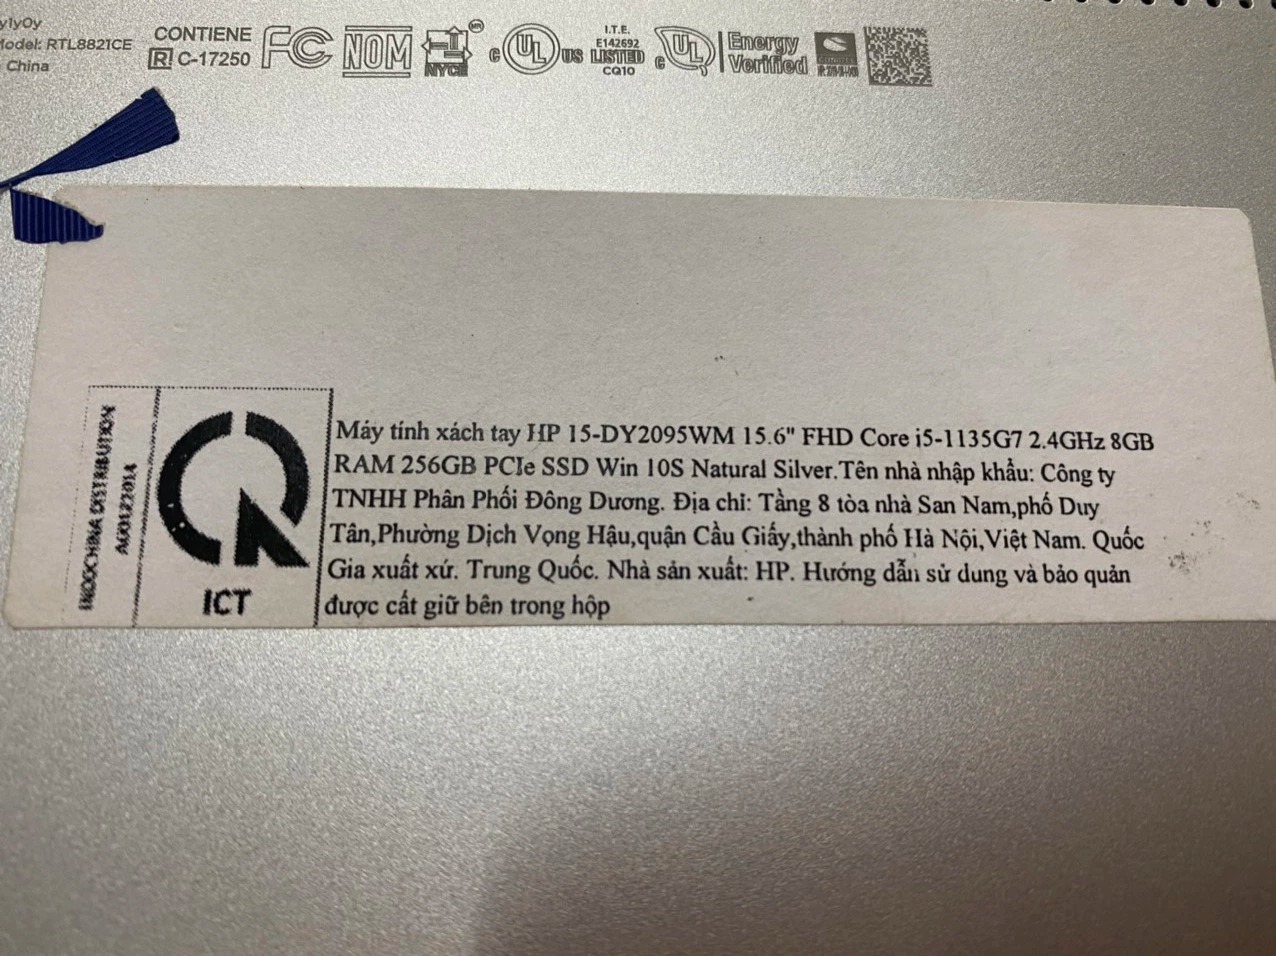 Model: RTL8821CE
China
CONTIENE
R C-17250
FC
NOM
NYCE
c UL US
I.T.E.
E142692
LISTED
CQ10
c UL
Energy
Verified
INDOCHINA DISTRIBUTION
A001122014
ICT
Máy tính xách tay HP 15-DY2095WM 15.6" FHD Core i5-1135G7 2.4GHz 8GB
RAM 256GB PCIe SSD Win 10S Natural Silver.Tên nhà nhập khẩu: Công ty
TNHH Phân Phối Đông Dương. Địa chỉ: Tầng 8 tòa nhà San Nam,phố Duy
Tân,Phường Dịch Vọng Hậu,quận Cầu Giấy,thành phố Hà Nội,Việt Nam. Quốc
Gia xuất xứ. Trung Quốc. Nhà sản xuất: HP. Hướng dẫn sử dung và bảo quản
được cất giữ bên trong hộp